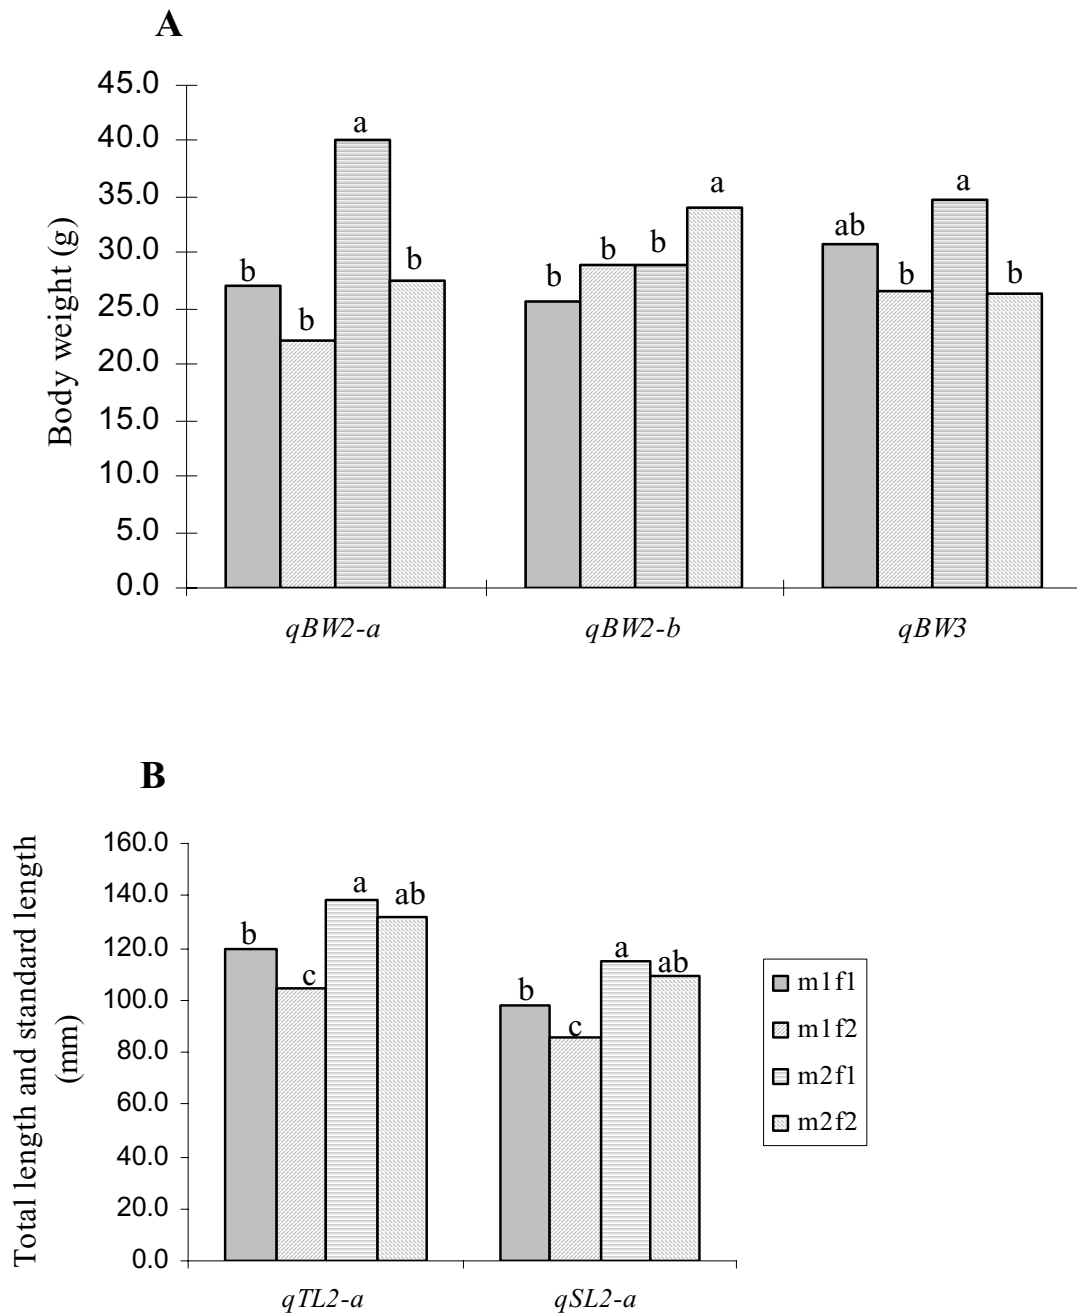 A
Body weight (g)
45.0
40.0
35.0
30.0
25.0
20.0
15.0
10.0
5.0
0.0
b
b
a
b
b
b
b
a
ab
b
a
b
qBW2-a
qBW2-b
qBW3
B
Total length and standard length
(mm)
160.0
140.0
120.0
100.0
80.0
60.0
40.0
20.0
0.0
b
c
a
ab
b
c
a
ab
qTL2-a
qSL2-a
m1f1
m1f2
m2f1
m2f2